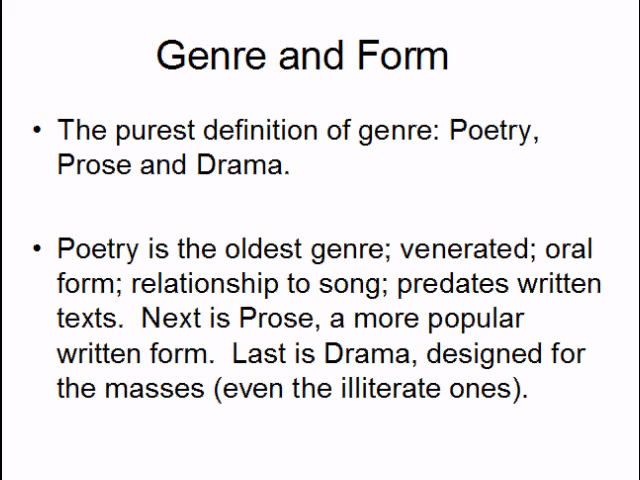 Genre and Form
• The purest definition of genre: Poetry,
Prose and Drama.
• Poetry is the oldest genre; venerated; oral
form; relationship to song; predates written
texts.  Next is Prose, a more popular
written form.  Last is Drama, designed for
the masses (even the illiterate ones).